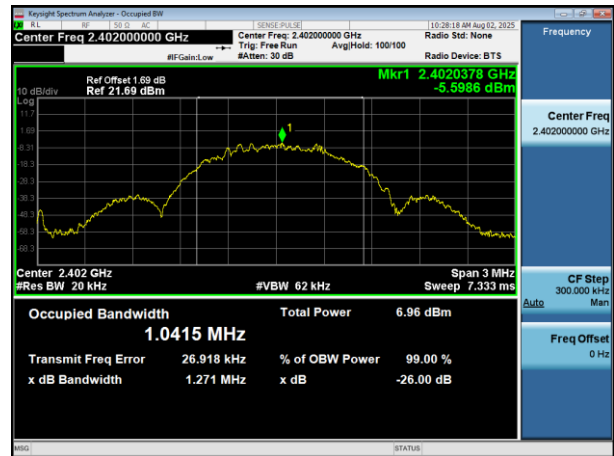 Keysight Spectrum Analyzer - Occupied BW
RL RF 50 Ω AC SENSE:PULSE 10:28:18 AM Aug 02, 2025
Center Freq 2.402000000 GHz
Center Freq: 2.402000000 GHz
Radio Std: None
Trig: Free Run Avg|Hold: 100/100
#IFGain:Low #Atten: 30 dB Radio Device: BTS
Mkr1 2.4020378 GHz
-5.5986 dBm
Ref Offset 1.69 dB
10 dB/div Ref 21.69 dBm
Log
11.7
1.69
-8.31
-18.3
-28.3
-38.3
-48.3
-58.3
-68.3
1
Center 2.402 GHz Span 3 MHz
#Res BW 20 kHz #VBW 62 kHz Sweep 7.333 ms
Occupied Bandwidth Total Power 6.96 dBm
1.0415 MHz
Transmit Freq Error 26.918 kHz % of OBW Power 99.00 %
x dB Bandwidth 1.271 MHz x dB -26.00 dB
Frequency
Center Freq
2.402000000 GHz
CF Step
300.000 kHz
Auto Man
Freq Offset
0 Hz
MSG STATUS